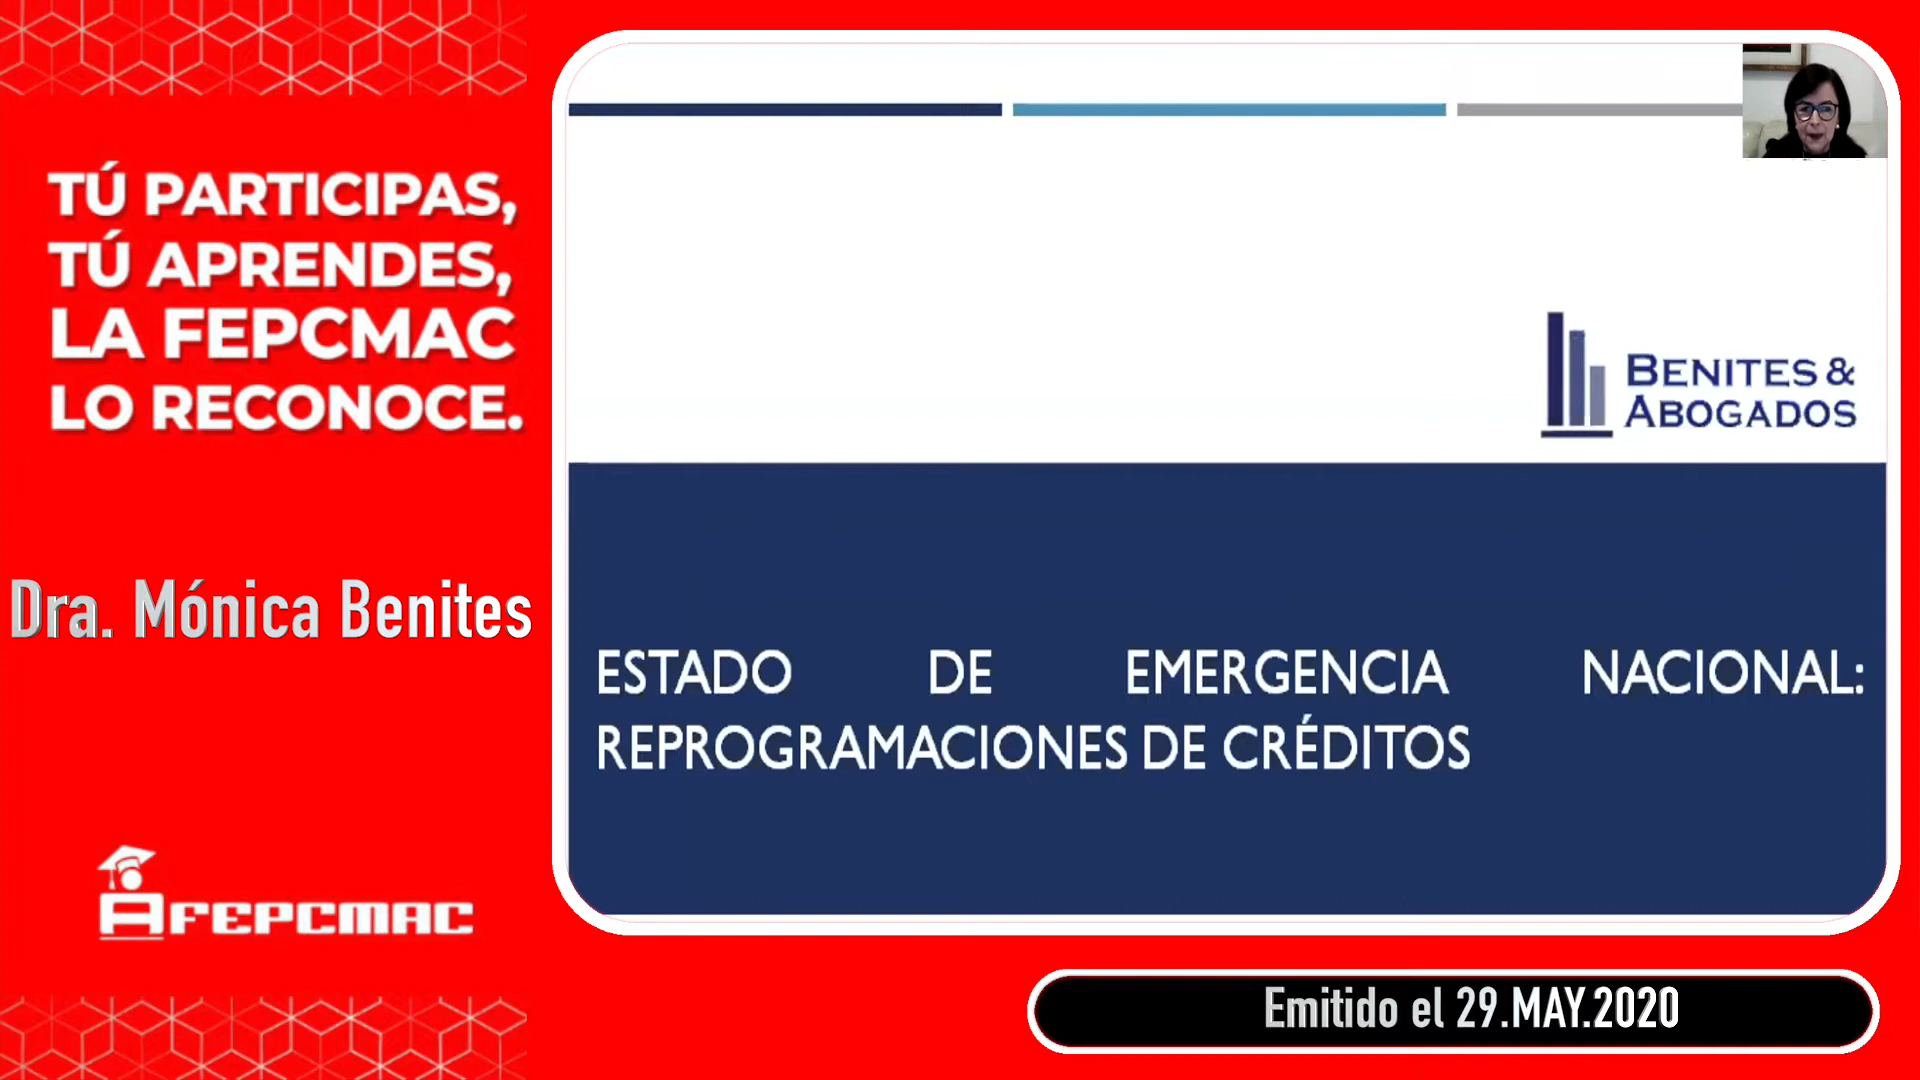 TÚ PARTICIPAS,
TÚ APRENDES,
LA FEPCMAC
LO RECONOCE.
Dra. Mónica Benites
FEPCMAC
BENITES &
ABOGADOS
ESTADO DE EMERGENCIA NACIONAL:
REPROGRAMACIONES DE CRÉDITOS
Emitido el 29.MAY.2020